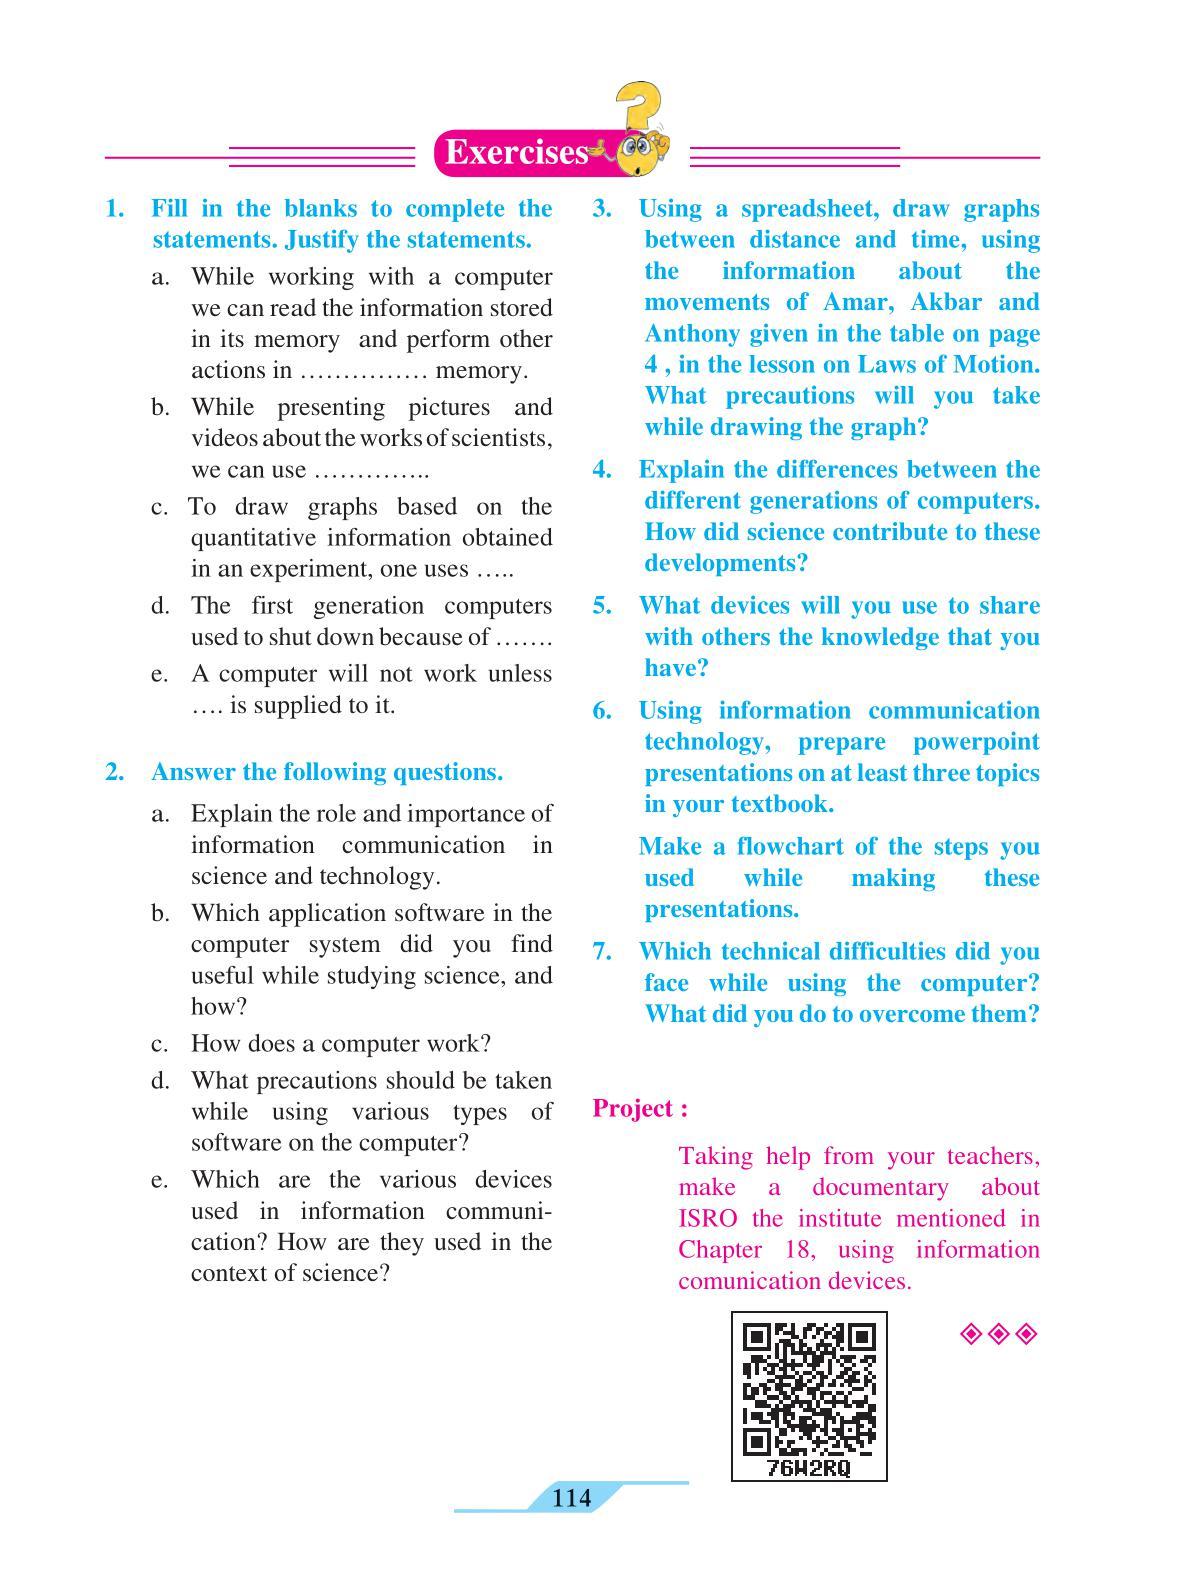 Exercises
1. Fill in the blanks to complete the
statements. Justify the statements.
a. While working with a computer
we can read the information stored
in its memory and perform other
actions in …………… memory.
b. While presenting pictures and
videos about the works of scientists,
we can use …………..
c. To draw graphs based on the
quantitative information obtained
in an experiment, one uses …..
d. The first generation computers
used to shut down because of …….
e. A computer will not work unless
…. is supplied to it.
2. Answer the following questions.
a. Explain the role and importance of
information communication in
science and technology.
b. Which application software in the
computer system did you find
useful while studying science, and
how?
c. How does a computer work?
d. What precautions should be taken
while using various types of
software on the computer?
e. Which are the various devices
used in information communi-
cation? How are they used in the
context of science?
3. Using a spreadsheet, draw graphs
between distance and time, using
the information about the
movements of Amar, Akbar and
Anthony given in the table on page
4 , in the lesson on Laws of Motion.
What precautions will you take
while drawing the graph?
4. Explain the differences between the
different generations of computers.
How did science contribute to these
developments?
5. What devices will you use to share
with others the knowledge that you
have?
6. Using information communication
technology, prepare powerpoint
presentations on at least three topics
in your textbook.
Make a flowchart of the steps you
used while making these
presentations.
7. Which technical difficulties did you
face while using the computer?
What did you do to overcome them?
Project :
Taking help from your teachers,
make a documentary about
ISRO the institute mentioned in
Chapter 18, using information
comunication devices.
76W2RQ
114